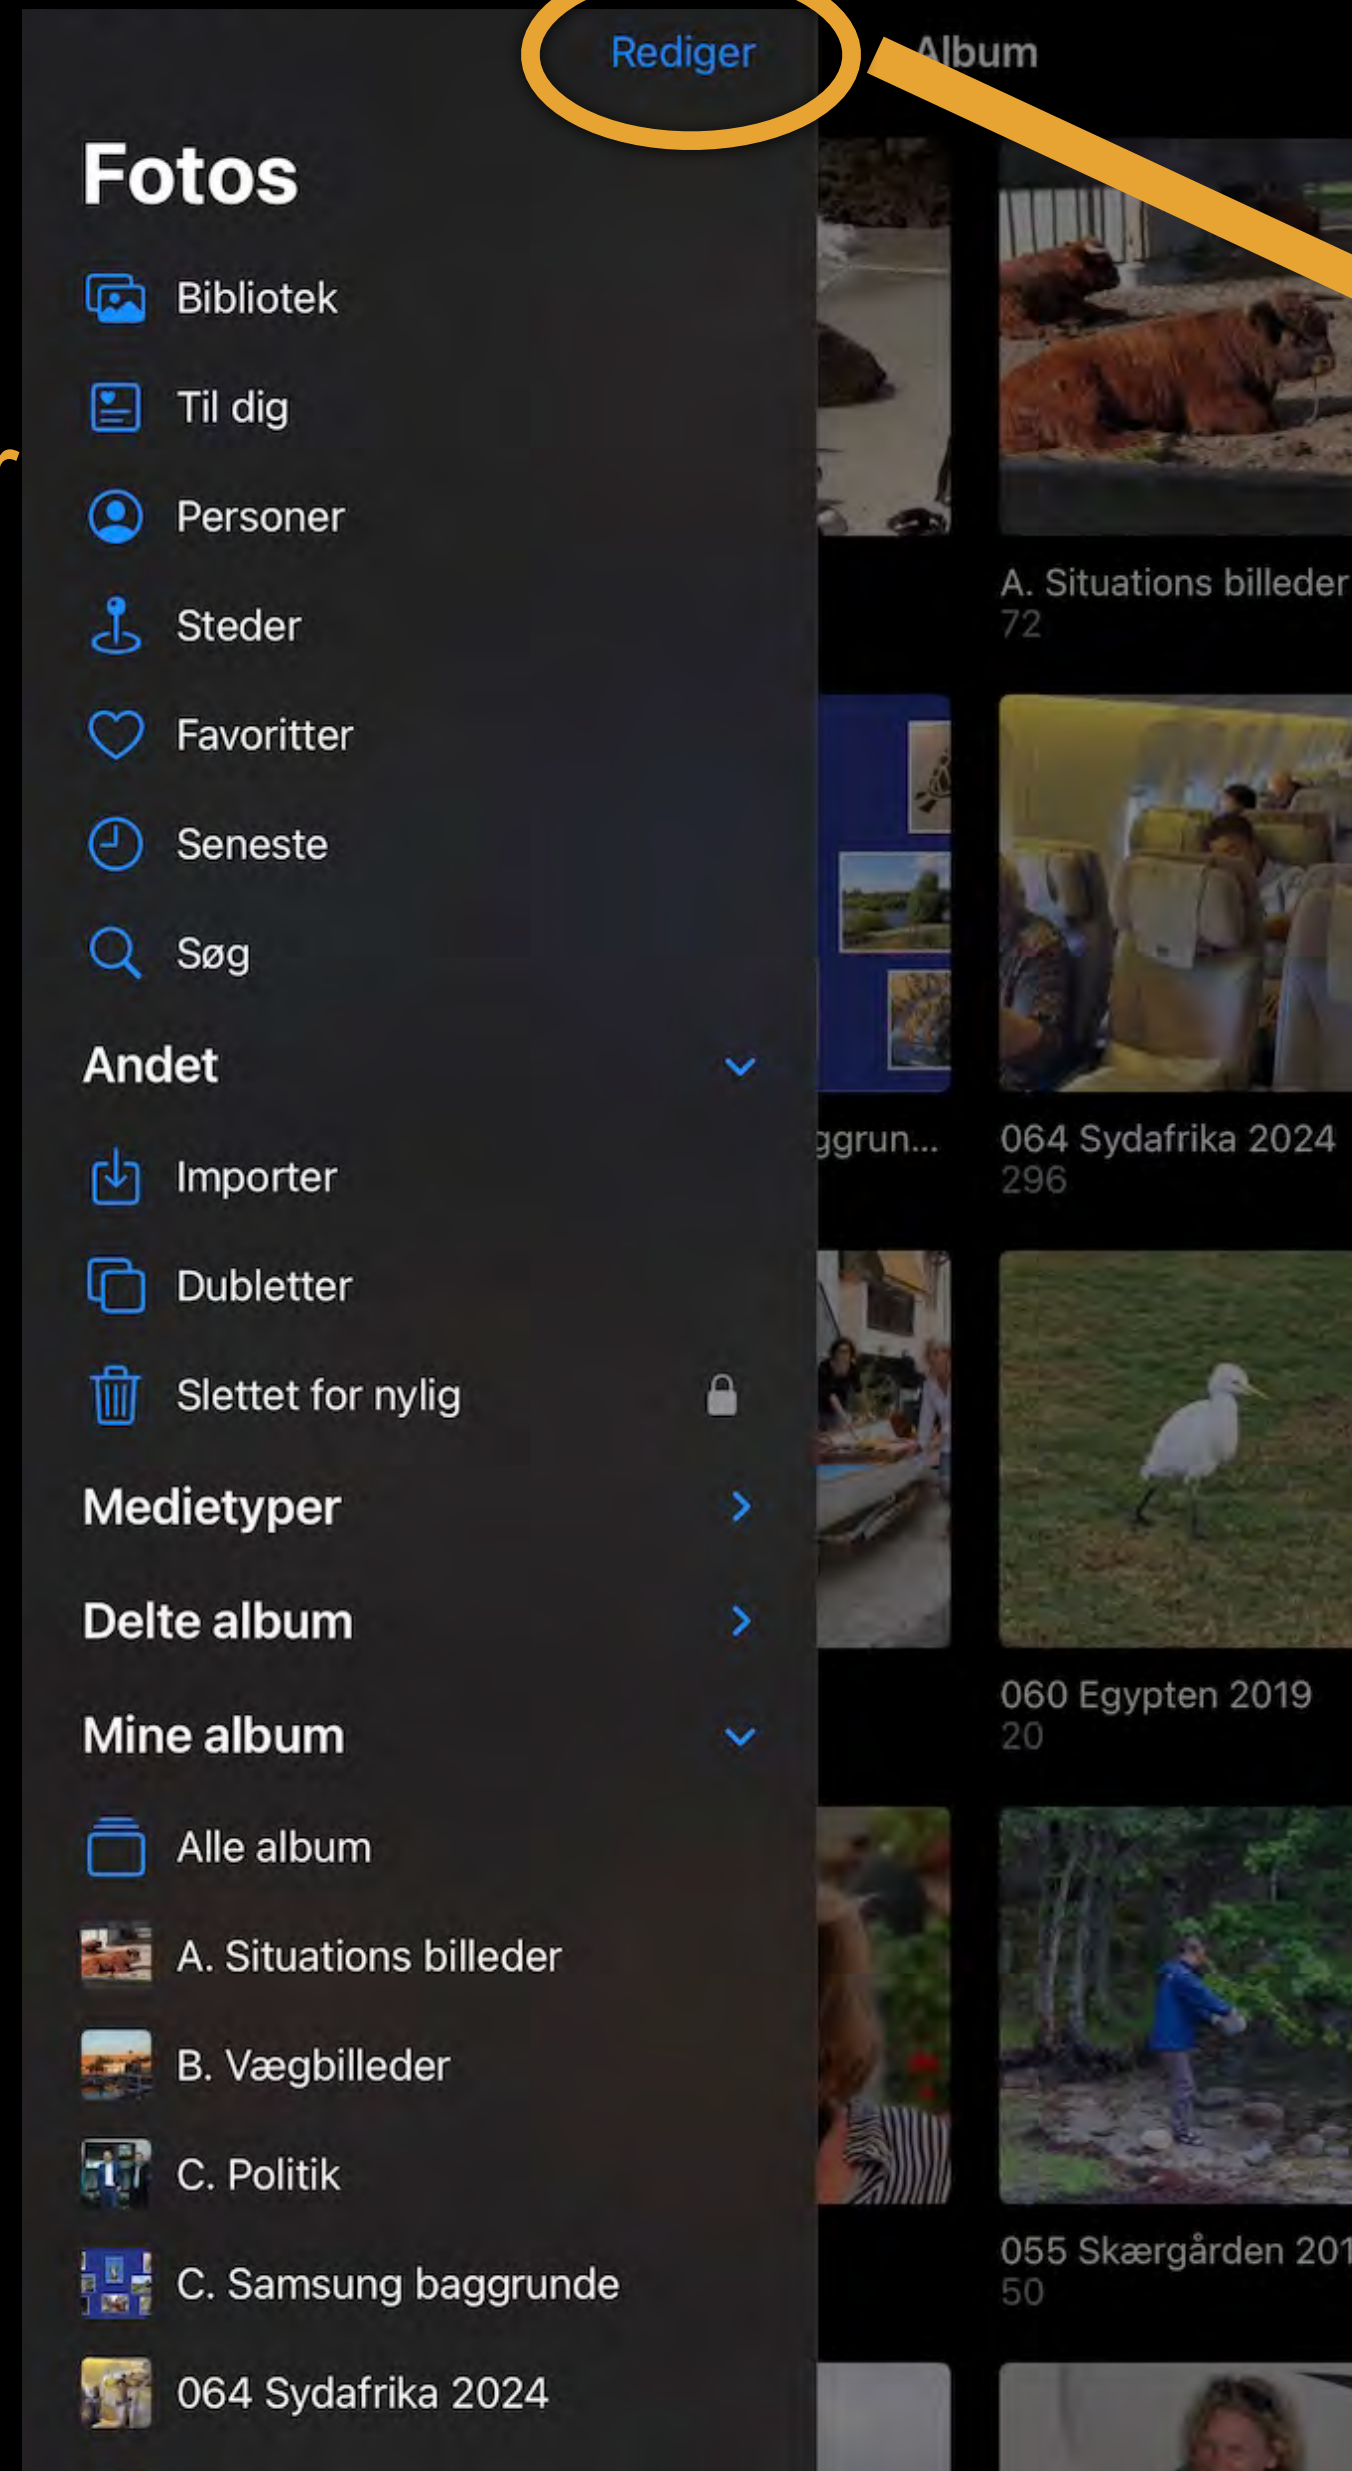 Rediger
Album
Fotos
Bibliotek
Til dig
Personer
Steder
Favoritter
Seneste
Søg
Andet
Importer
Dubletter
Slettet for nylig
Medietyper
Delte album
Mine album
Alle album
A. Situations billeder
B. Vægbilleder
C. Politik
C. Samsung baggrunde
064 Sydafrika 2024
A. Situations billeder
72
ggrun...
064 Sydafrika 2024
296
060 Egypten 2019
20
055 Skærgården 201
50
r